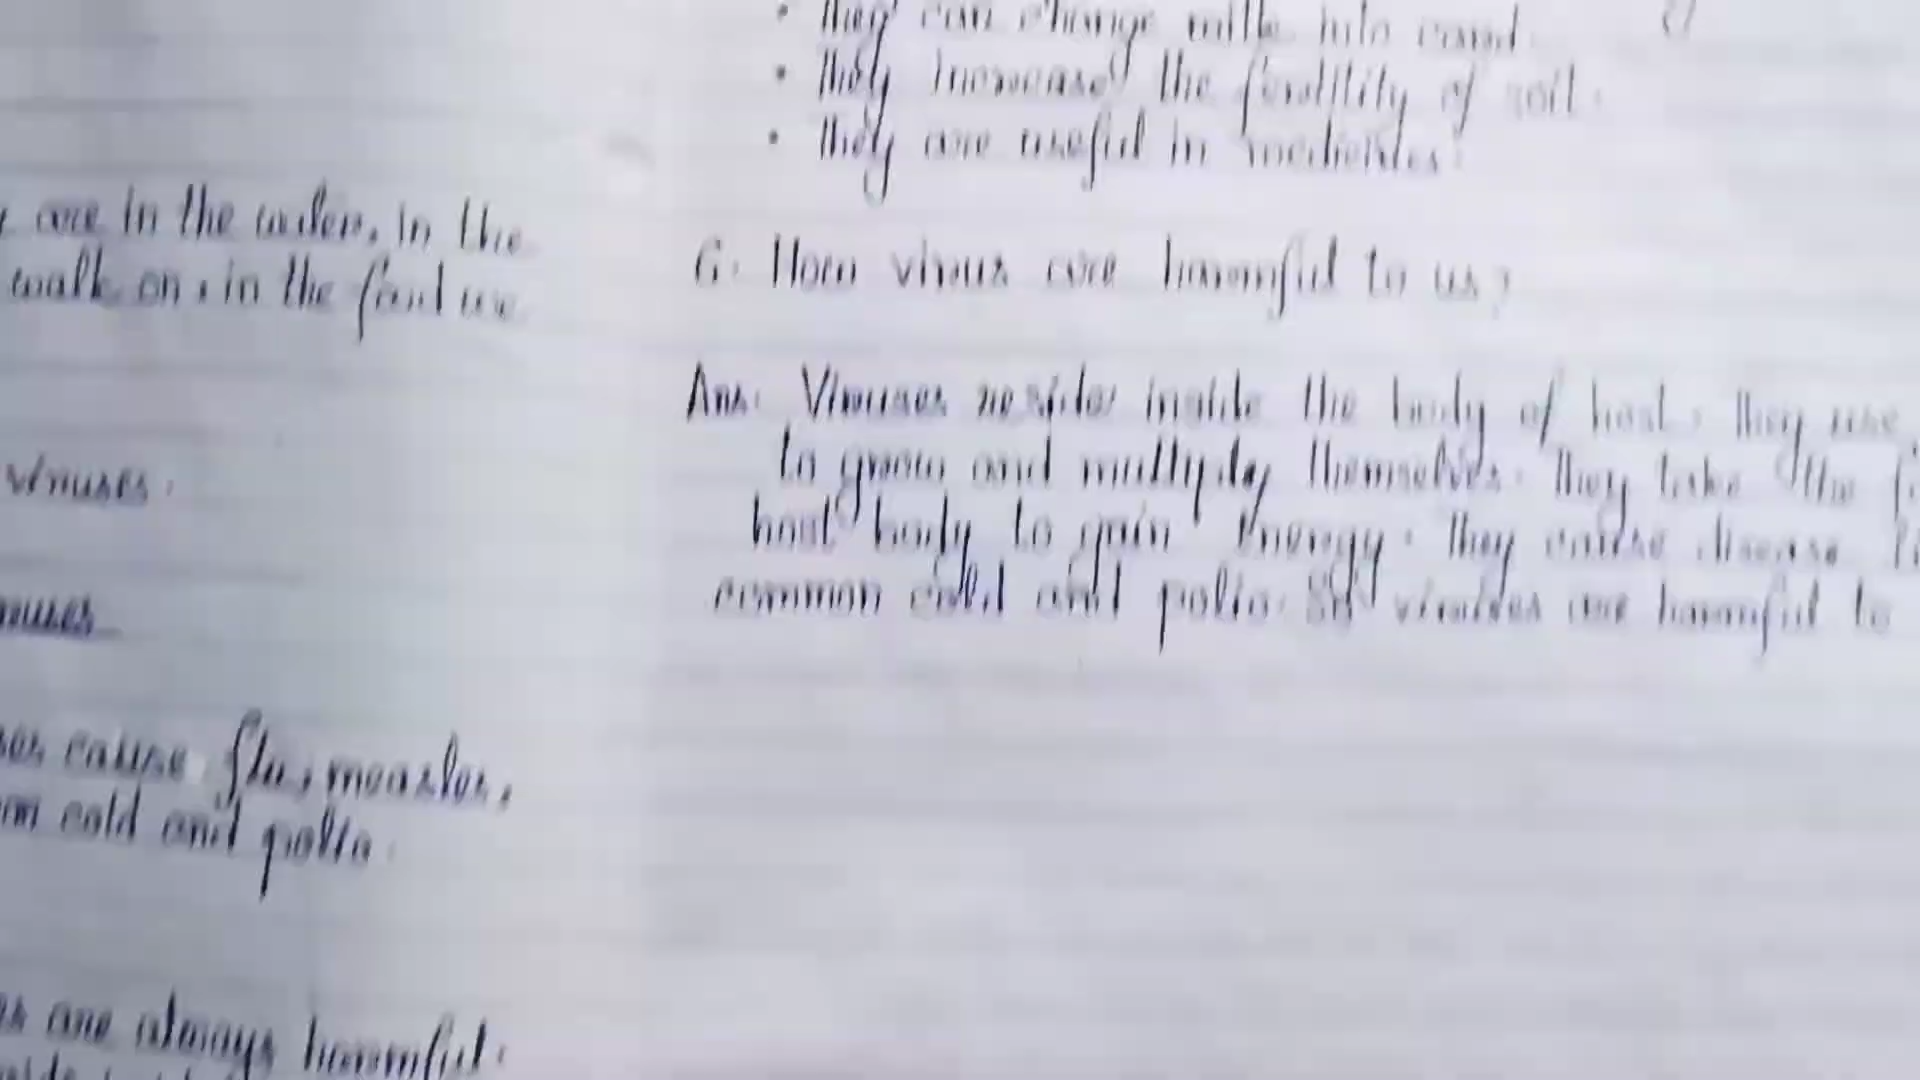 are in the water, in the
walk on, in the food we
viruses.
cause flu, measles,
cold and polio.
are always harmful.
• They can change milk into curd.
• They increase the fertility of soil.
• They are useful in medicines.
6. How virus are harmful to us?
Ans. Viruses reside inside the body of host. They use
to grow and multiply themselves. They take the
host body to gain energy. They cause disease
common cold and polio. So viruses are harmful to